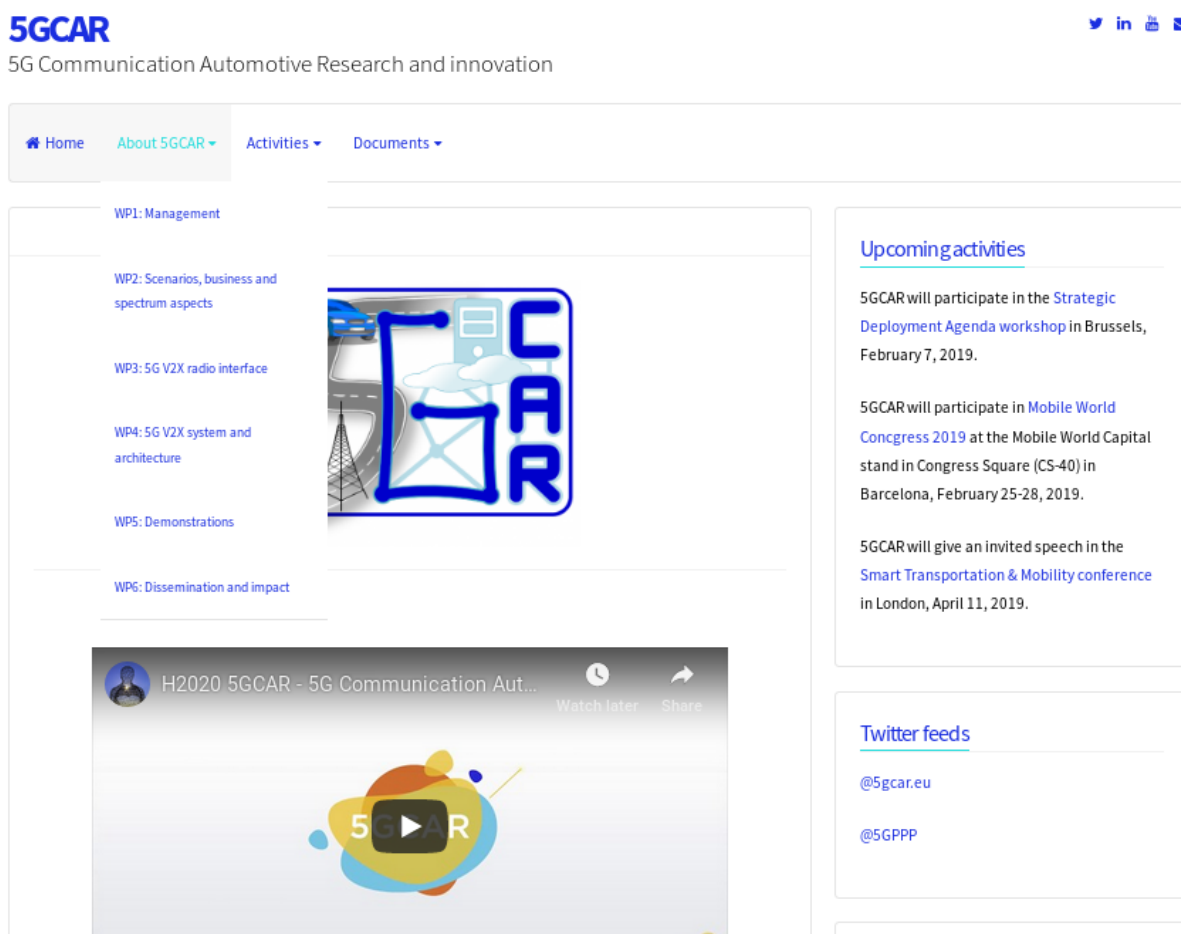 5GCAR
5G Communication Automotive Research and innovation
Home
About 5GCAR
Activities
Documents
WP1: Management
WP2: Scenarios, business and
spectrum aspects
WP3: 5G V2X radio interface
WP4: 5G V2X system and
architecture
WP5: Demonstrations
WP6: Dissemination and impact
G
CAR
H2020 5GCAR - 5G Communication Aut...
Watch later
Share
5GCAR
Upcoming activities
5GCAR will participate in the Strategic
Deployment Agenda workshop in Brussels,
February 7, 2019.
5GCAR will participate in Mobile World
Concgress 2019 at the Mobile World Capital
stand in Congress Square (CS-40) in
Barcelona, February 25-28, 2019.
5GCAR will give an invited speech in the
Smart Transportation & Mobility conference
in London, April 11, 2019.
Twitter feeds
@5gcar.eu
@5GPPP